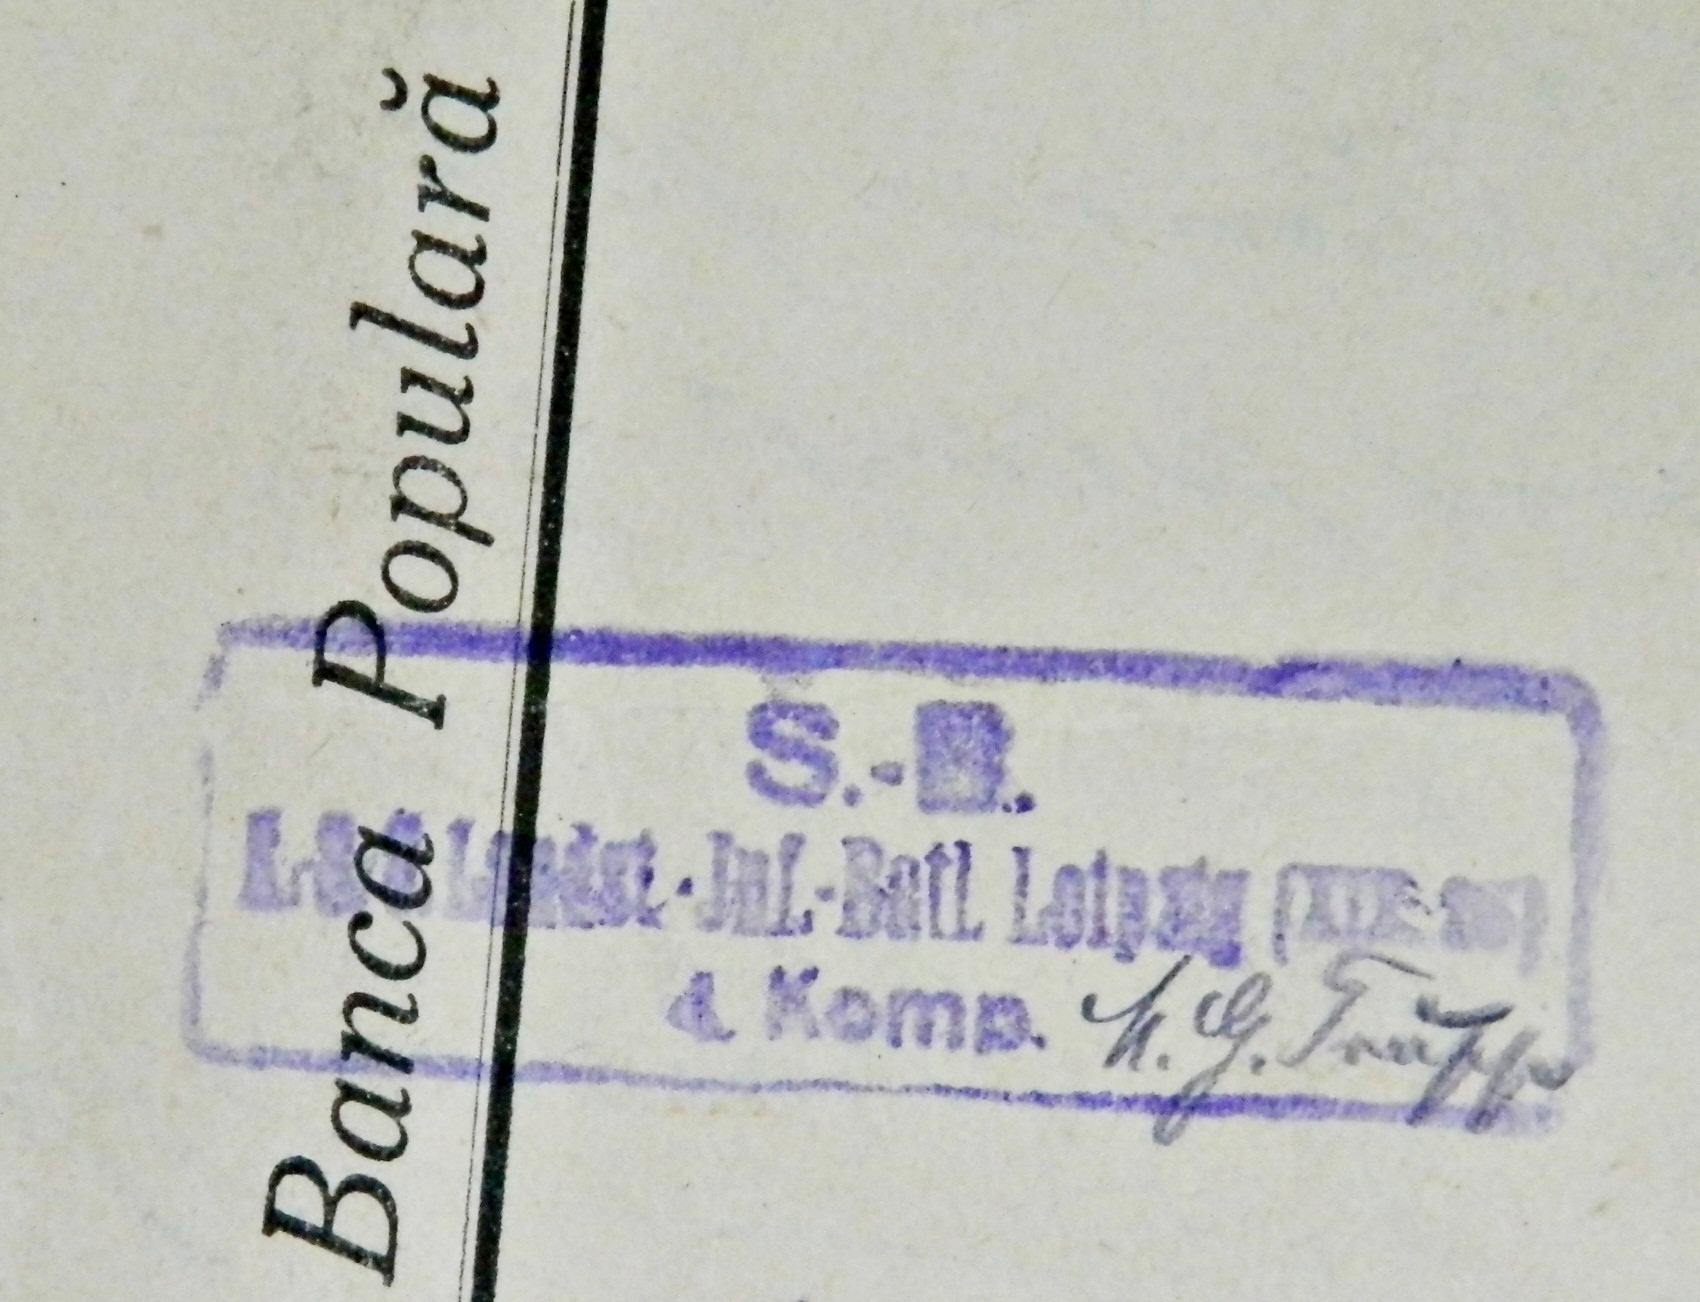 Banca Populară
S.-B.
Landst.-Inf.-Batl. Leipzig
4. Komp.